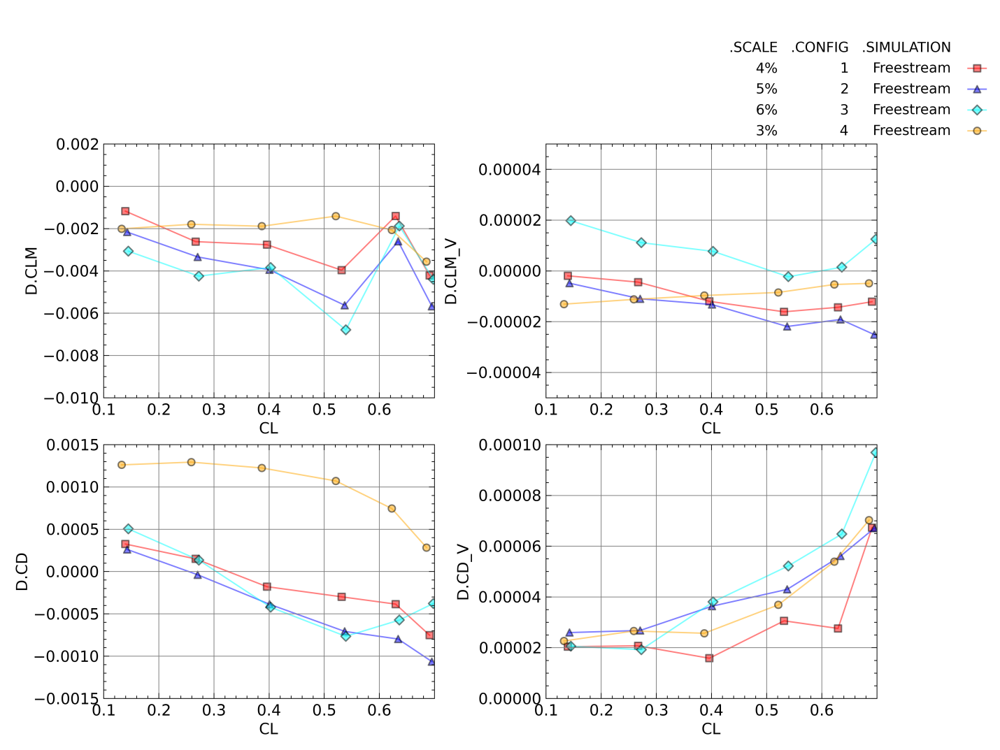 .SCALE .CONFIG .SIMULATION
4% 1 Freestream
5% 2 Freestream
6% 3 Freestream
3% 4 Freestream
0.002
0.000
−0.002
−0.004
−0.006
−0.008
−0.010
D.CLM
0.1 0.2 0.3 0.4 0.5 0.6
CL
0.00004
0.00002
0.00000
−0.00002
−0.00004
D.CLM_V
0.1 0.2 0.3 0.4 0.5 0.6
CL
0.0015
0.0010
0.0005
0.0000
−0.0005
−0.0010
−0.0015
D.CD
0.1 0.2 0.3 0.4 0.5 0.6
CL
0.00010
0.00008
0.00006
0.00004
0.00002
0.00000
D.CD_V
0.1 0.2 0.3 0.4 0.5 0.6
CL